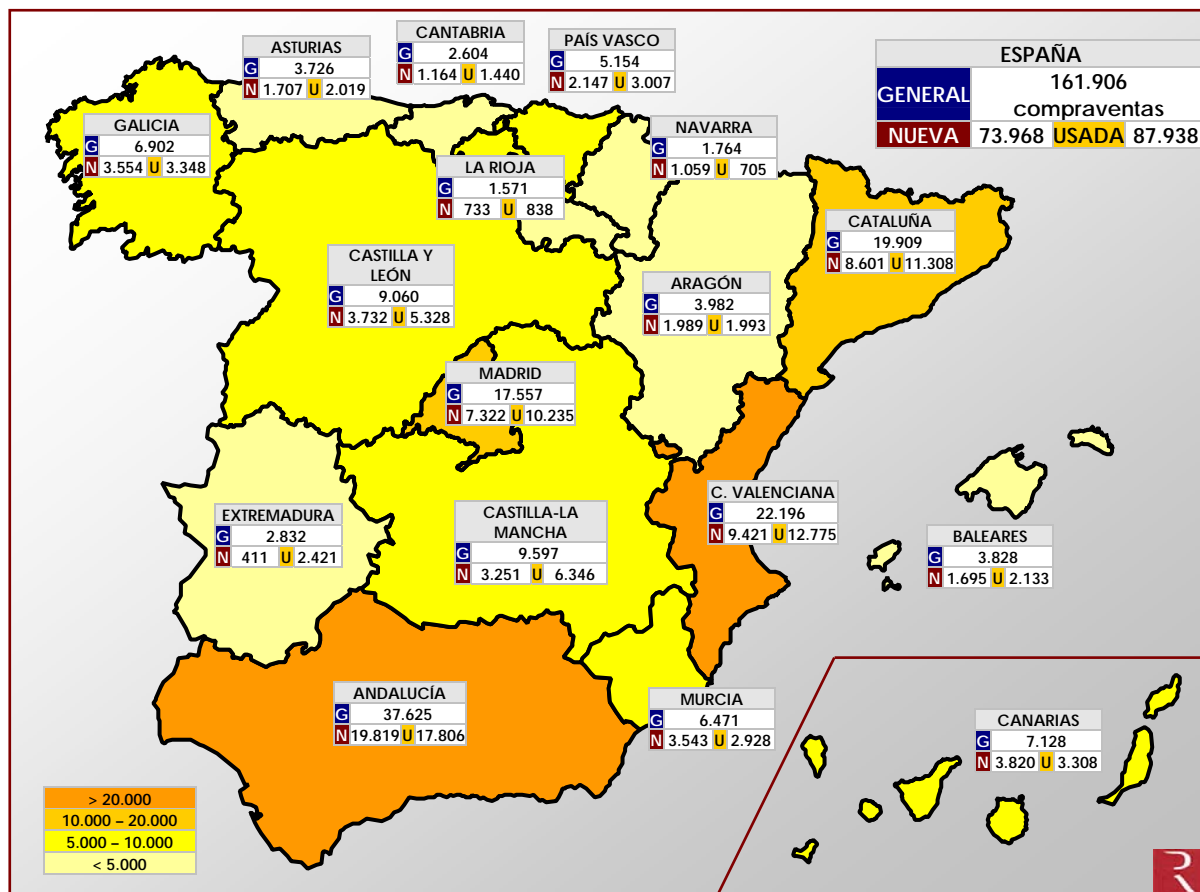 ASTURIAS
G 3.726
N 1.707 U 2.019
CANTABRIA
G 2.604
N 1.164 U 1.440
PAÍS VASCO
G 5.154
N 2.147 U 3.007
ESPAÑA
GENERAL 161.906
compraventas
NUEVA 73.968 USADA 87.938
GALICIA
G 6.902
N 3.554 U 3.348
NAVARRA
G 1.764
N 1.059 U 705
LA RIOJA
G 1.571
N 733 U 838
CATALUÑA
G 19.909
N 8.601 U 11.308
CASTILLA Y
LEÓN
G 9.060
N 3.732 U 5.328
ARAGÓN
G 3.982
N 1.989 U 1.993
MADRID
G 17.557
N 7.322 U 10.235
EXTREMADURA
G 2.832
N 411 U 2.421
CASTILLA-LA
MANCHA
G 9.597
N 3.251 U 6.346
C. VALENCIANA
G 22.196
N 9.421 U 12.775
BALEARES
G 3.828
N 1.695 U 2.133
ANDALUCÍA
G 37.625
N 19.819 U 17.806
MURCIA
G 6.471
N 3.543 U 2.928
CANARIAS
G 7.128
N 3.820 U 3.308
> 20.000
10.000 – 20.000
5.000 – 10.000
< 5.000
R